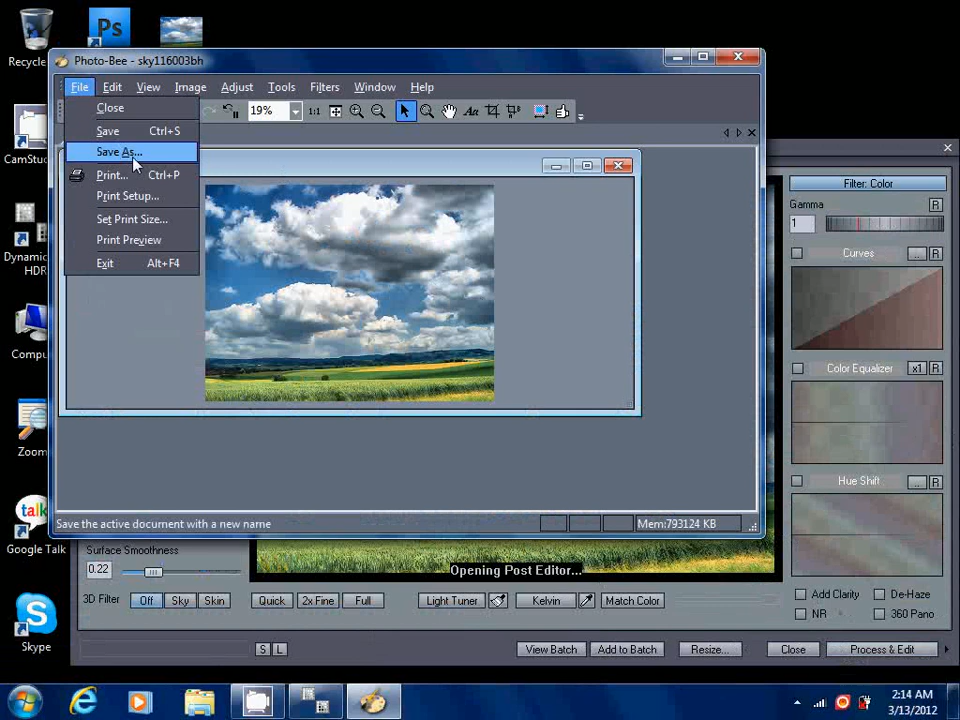 Ps
Recycle
CamStu
Dynamic
HDR
Compu
Zoom
talk
Google Talk
Skype
Photo-Bee - sky116003bh
File Edit View Image Adjust Tools Filters Window Help
19% 1:1
Close
Save Ctrl+S
Save As...
Print... Ctrl+P
Print Setup...
Set Print Size...
Print Preview
Exit Alt+F4
Save the active document with a new name
Mem:793124 KB
Filter: Color
Gamma R
1
Curves .. R
Color Equalizer x1 R
Hue Shift .. R
Opening Post Editor...
Surface Smoothness
0.22
3D Filter Off Sky Skin Quick 2x Fine Full Light Tuner Kelvin Match Color
Add Clarity De-Haze
NR 360 Pano
S L View Batch Add to Batch Resize... Close Process & Edit
2:14 AM
3/13/2012